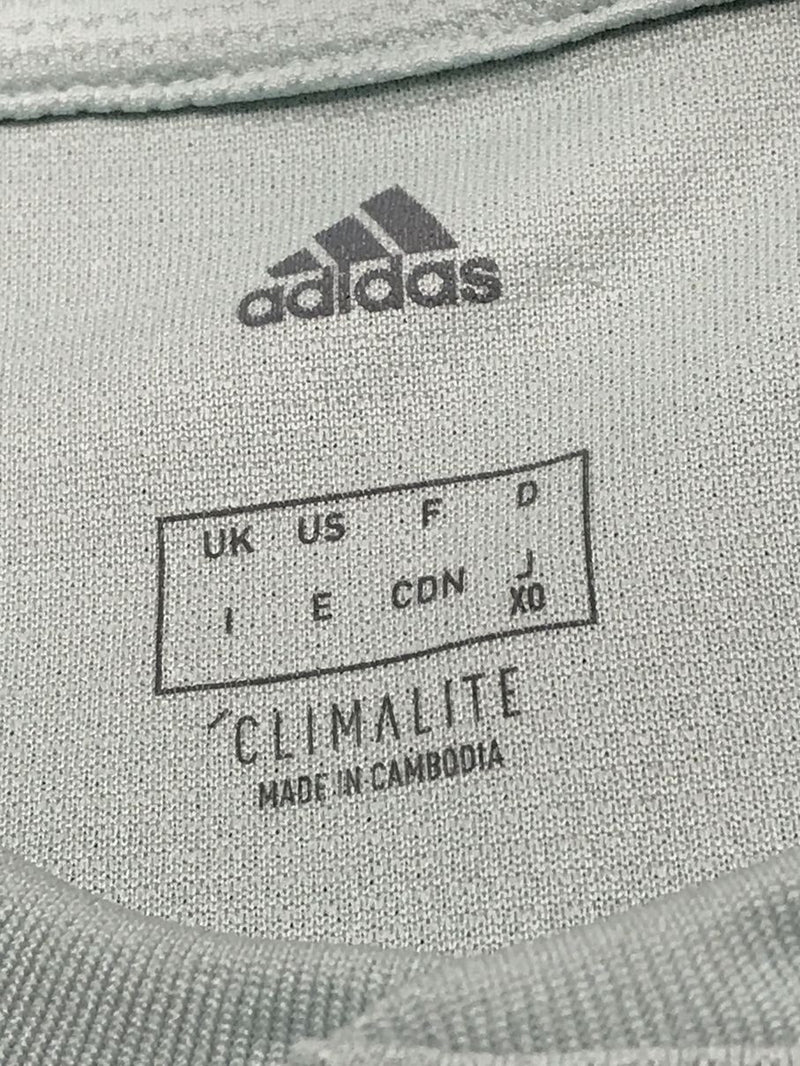 adidas
UK US F D
I E CDN J
XO
CLIMALITE
MADE IN CAMBODIA